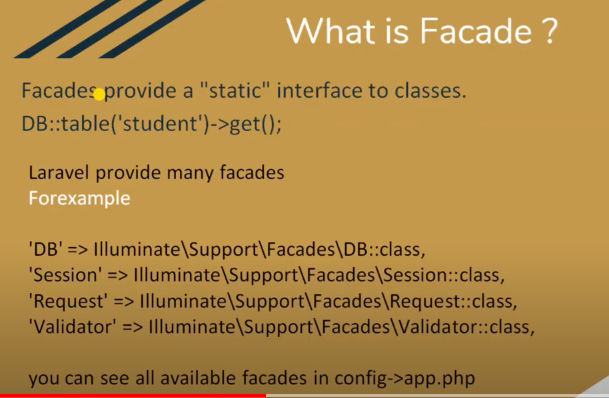 What is Facade ?
Facades provide a "static" interface to classes.
DB::table('student')->get();
Laravel provide many facades
Forexample
'DB' => Illuminate\Support\Facades\DB::class,
'Session' => Illuminate\Support\Facades\Session::class,
'Request' => Illuminate\Support\Facades\Request::class,
'Validator' => Illuminate\Support\Facades\Validator::class,
you can see all available facades in config->app.php